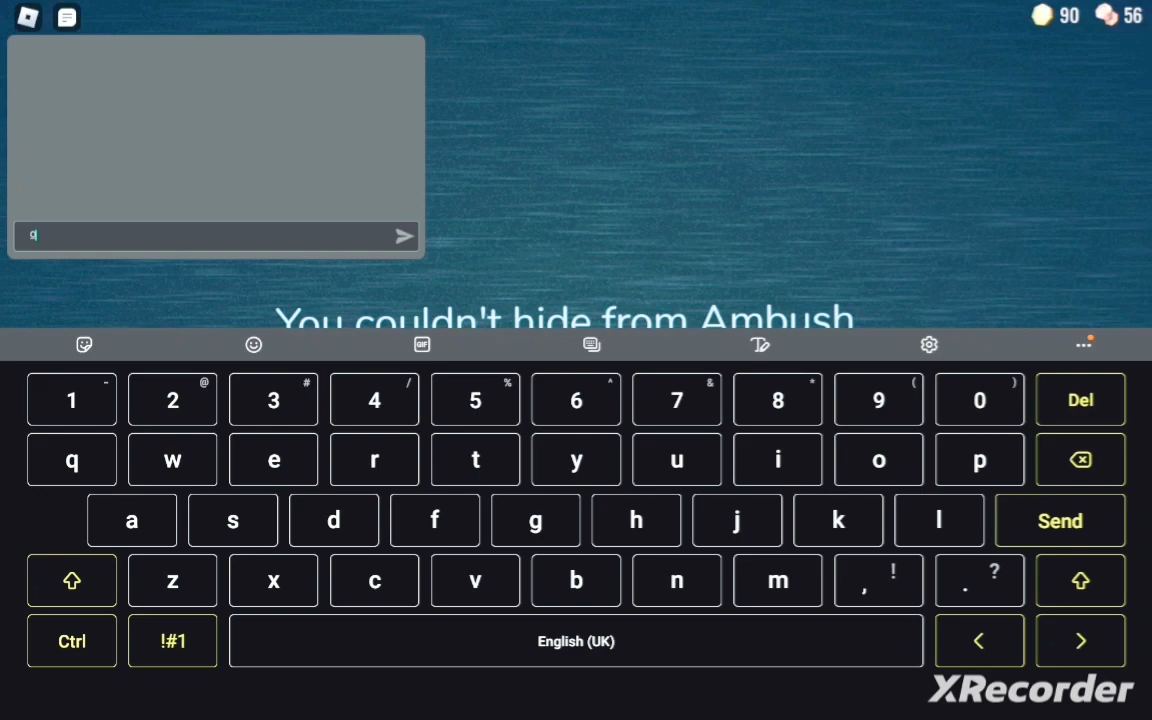 90 56
g
You couldn't hide from Ambush
GIF
1 - 2 @ 3 # 4 / 5 % 6 ^ 7 & 8 * 9 ( 0 ) Del
q w e r t y u i o p
a s d f g h j k l Send
z x c v b n m , ! . ?
Ctrl !#1 English (UK) < >
XRecorder